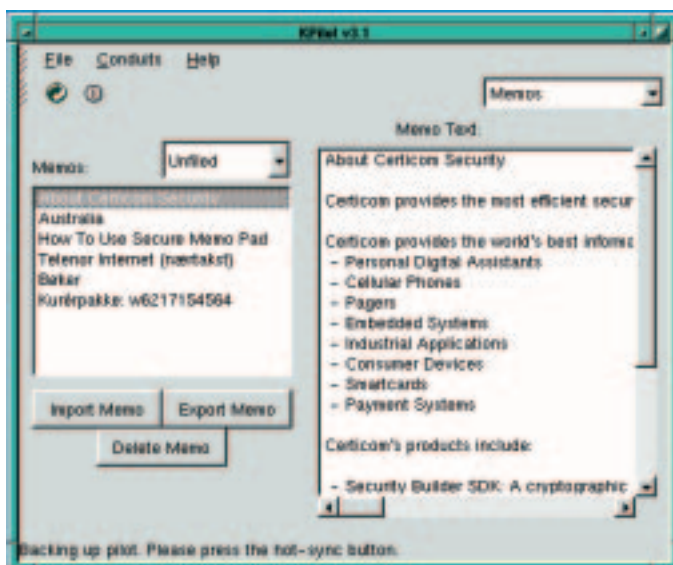 KPilot v3.1
File Conduits Help
Memos
Memo Text:
Memos:
Unfiled
About Certicom Security
Australia
How To Use Secure Memo Pad
Telenor Internet (nærtakst)
Bøker
Kurérpakke: w6217154564
Import Memo
Export Memo
Delete Memo
About Certicom Security
Certicom provides the most efficient secur
Certicom provides the world's best informa
- Personal Digital Assistants
- Cellular Phones
- Pagers
- Embedded Systems
- Industrial Applications
- Consumer Devices
- Smartcards
- Payment Systems
Certicom's products include:
- Security Builder SDK: A cryptographic
Backing up pilot. Please press the hot-sync button.